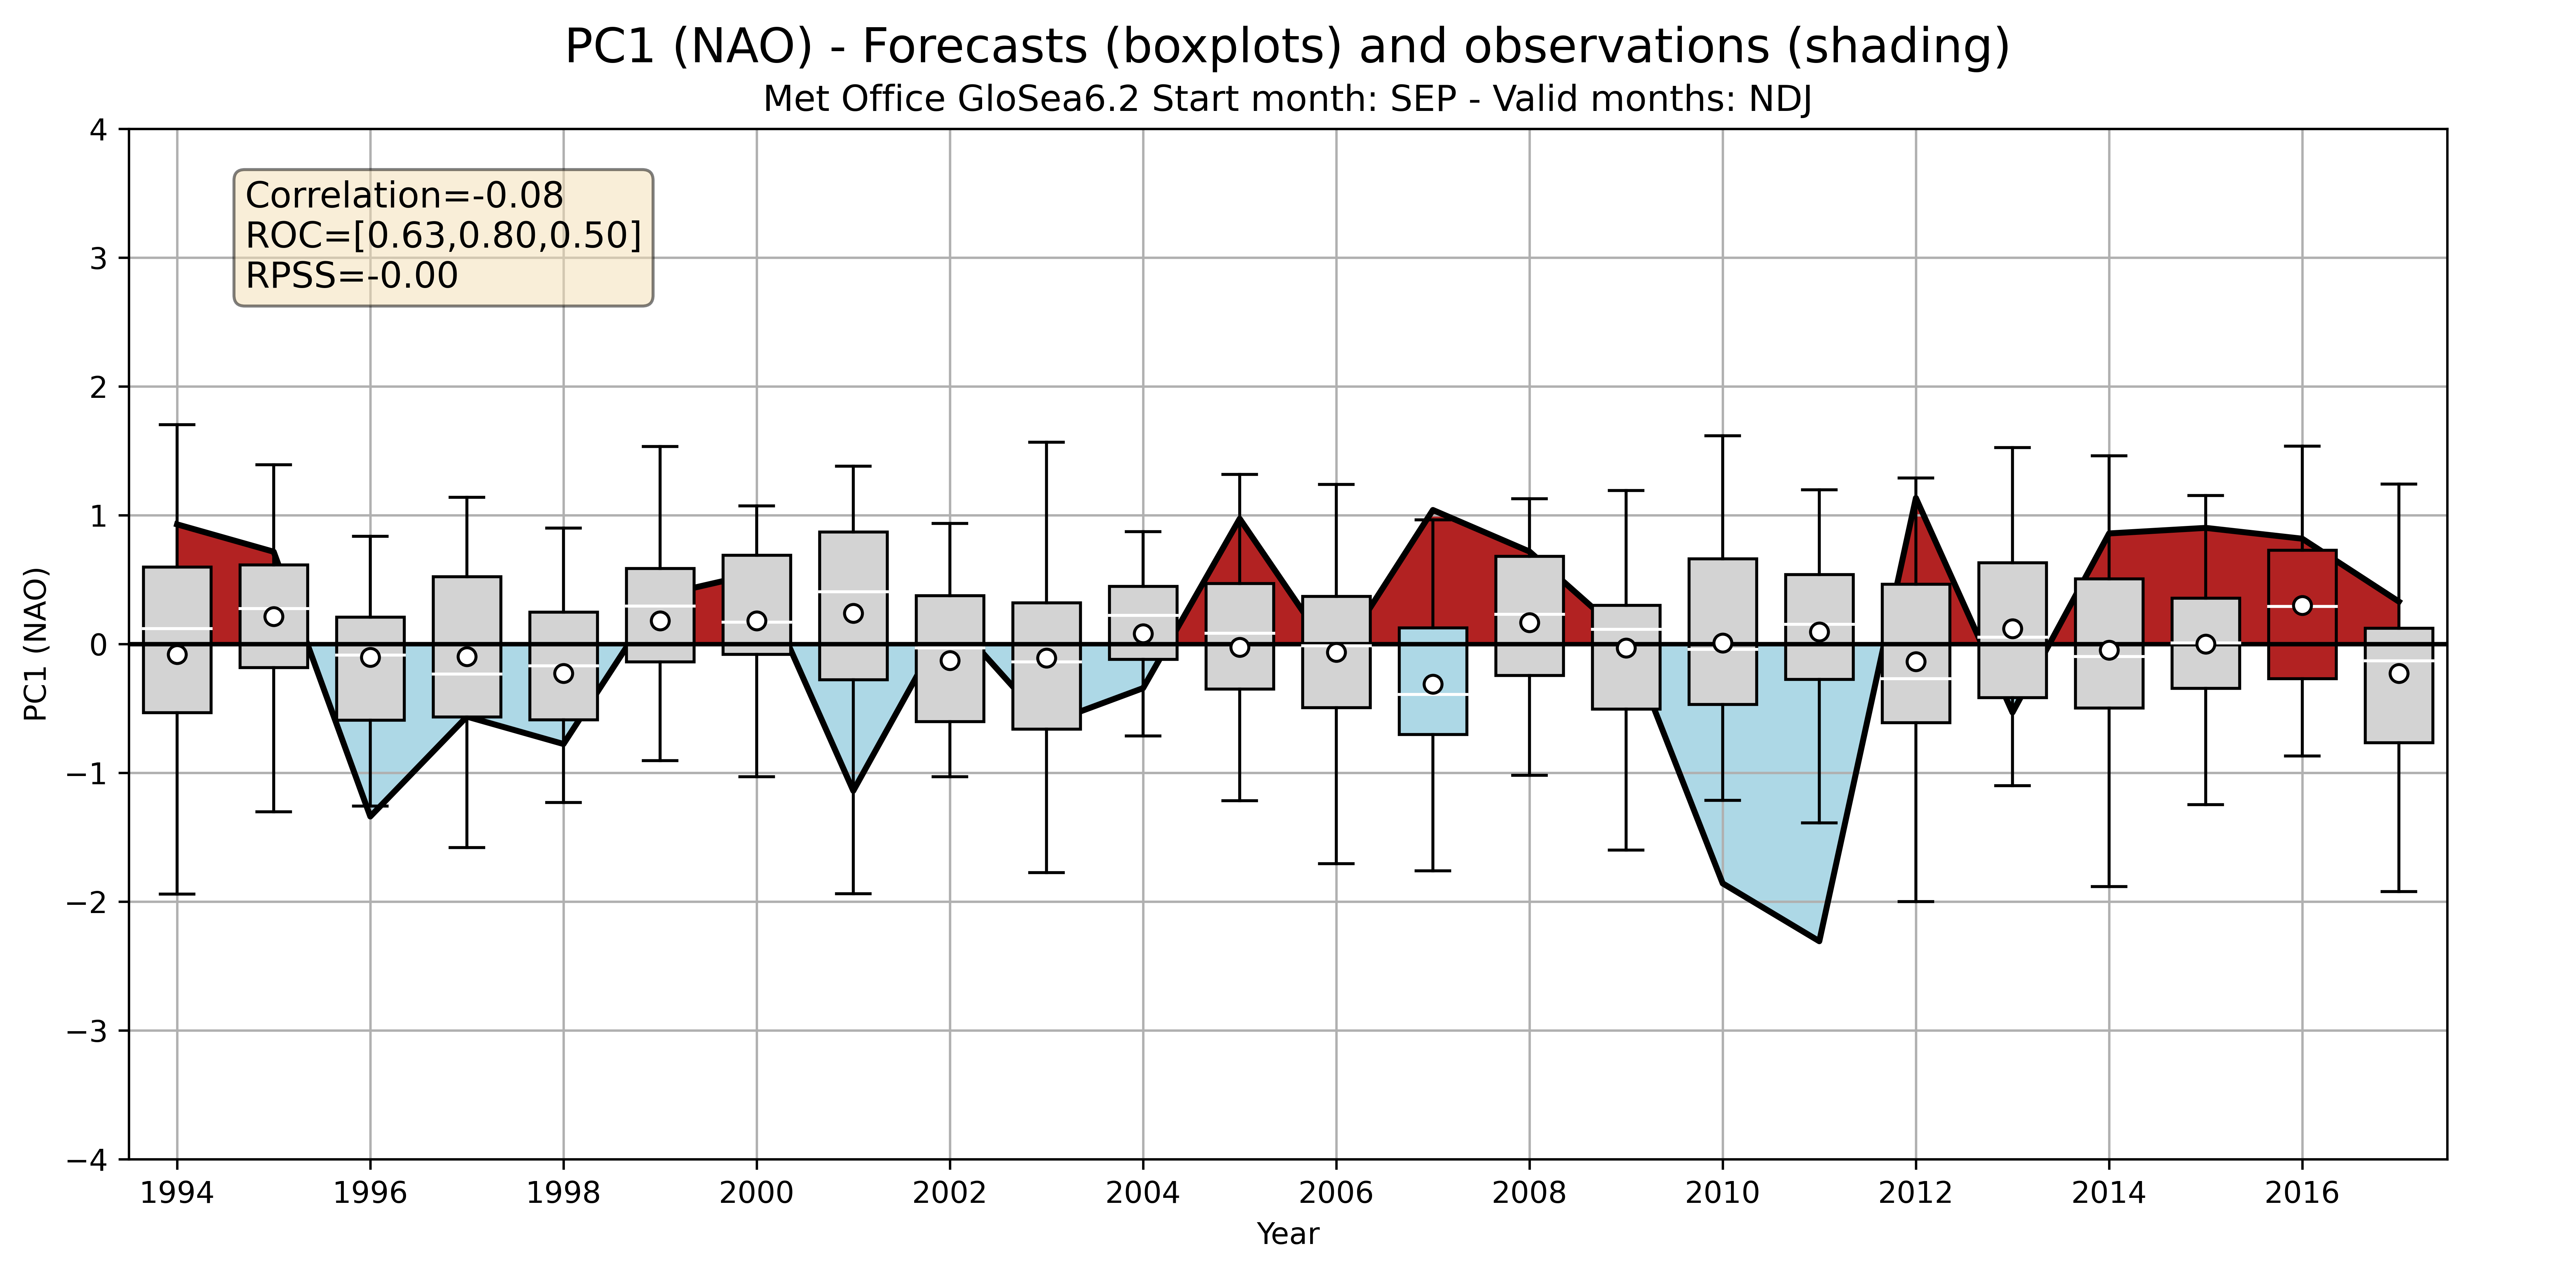 PC1 (NAO) - Forecasts (boxplots) and observations (shading)
Met Office GloSea6.2 Start month: SEP - Valid months: NDJ
Correlation=-0.08
ROC=[0.63,0.80,0.50]
RPSS=-0.00
PC1 (NAO)
4
3
2
1
0
−1
−2
−3
−4
1994 1996 1998 2000 2002 2004 2006 2008 2010 2012 2014 2016
Year